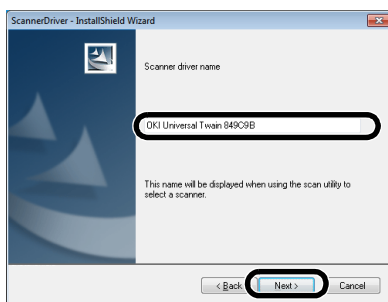 ScannerDriver - InstallShield Wizard
Scanner driver name
OKI Universal Twain 849C9B
This name will be displayed when using the scan utility to
select a scanner.
< Back
Next >
Cancel